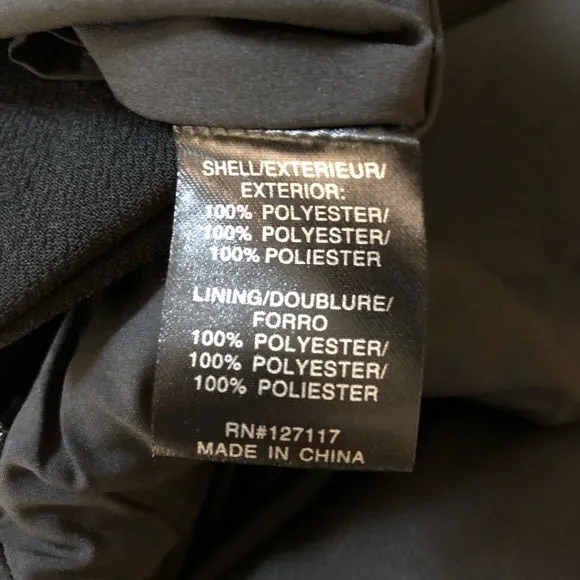 SHELL/EXTERIEUR/
EXTERIOR:
100% POLYESTER/
100% POLYESTER/
100% POLIESTER
LINING/DOUBLURE/
FORRO
100% POLYESTER/
100% POLYESTER/
100% POLIESTER
RN#127117
MADE IN CHINA